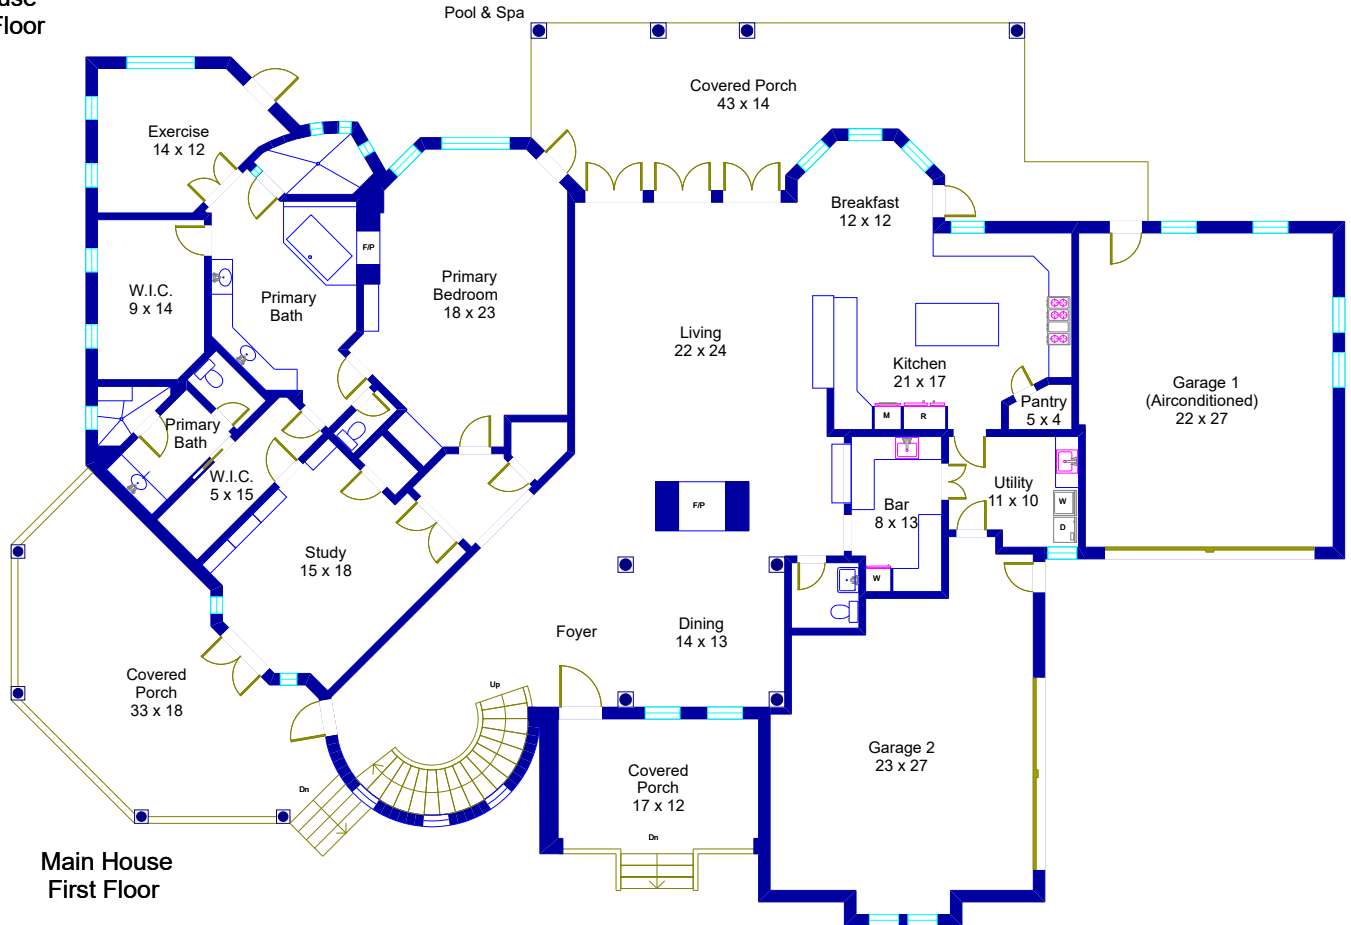 use
Floor
Pool & Spa
Covered Porch
43 x 14
Exercise
14 x 12
Breakfast
12 x 12
F/P
W.I.C.
9 x 14
Primary
Bath
Primary
Bedroom
18 x 23
Living
22 x 24
Kitchen
21 x 17
Garage 1
(Airconditioned)
22 x 27
Pantry
5 x 4
M
R
Primary
Bath
W.I.C.
5 x 15
Utility
11 x 10
W
D
Bar
8 x 13
F/P
Study
15 x 18
W
Foyer
Dining
14 x 13
Covered
Porch
33 x 18
Up
Garage 2
23 x 27
Covered
Porch
17 x 12
Dn
Dn
Main House
First Floor